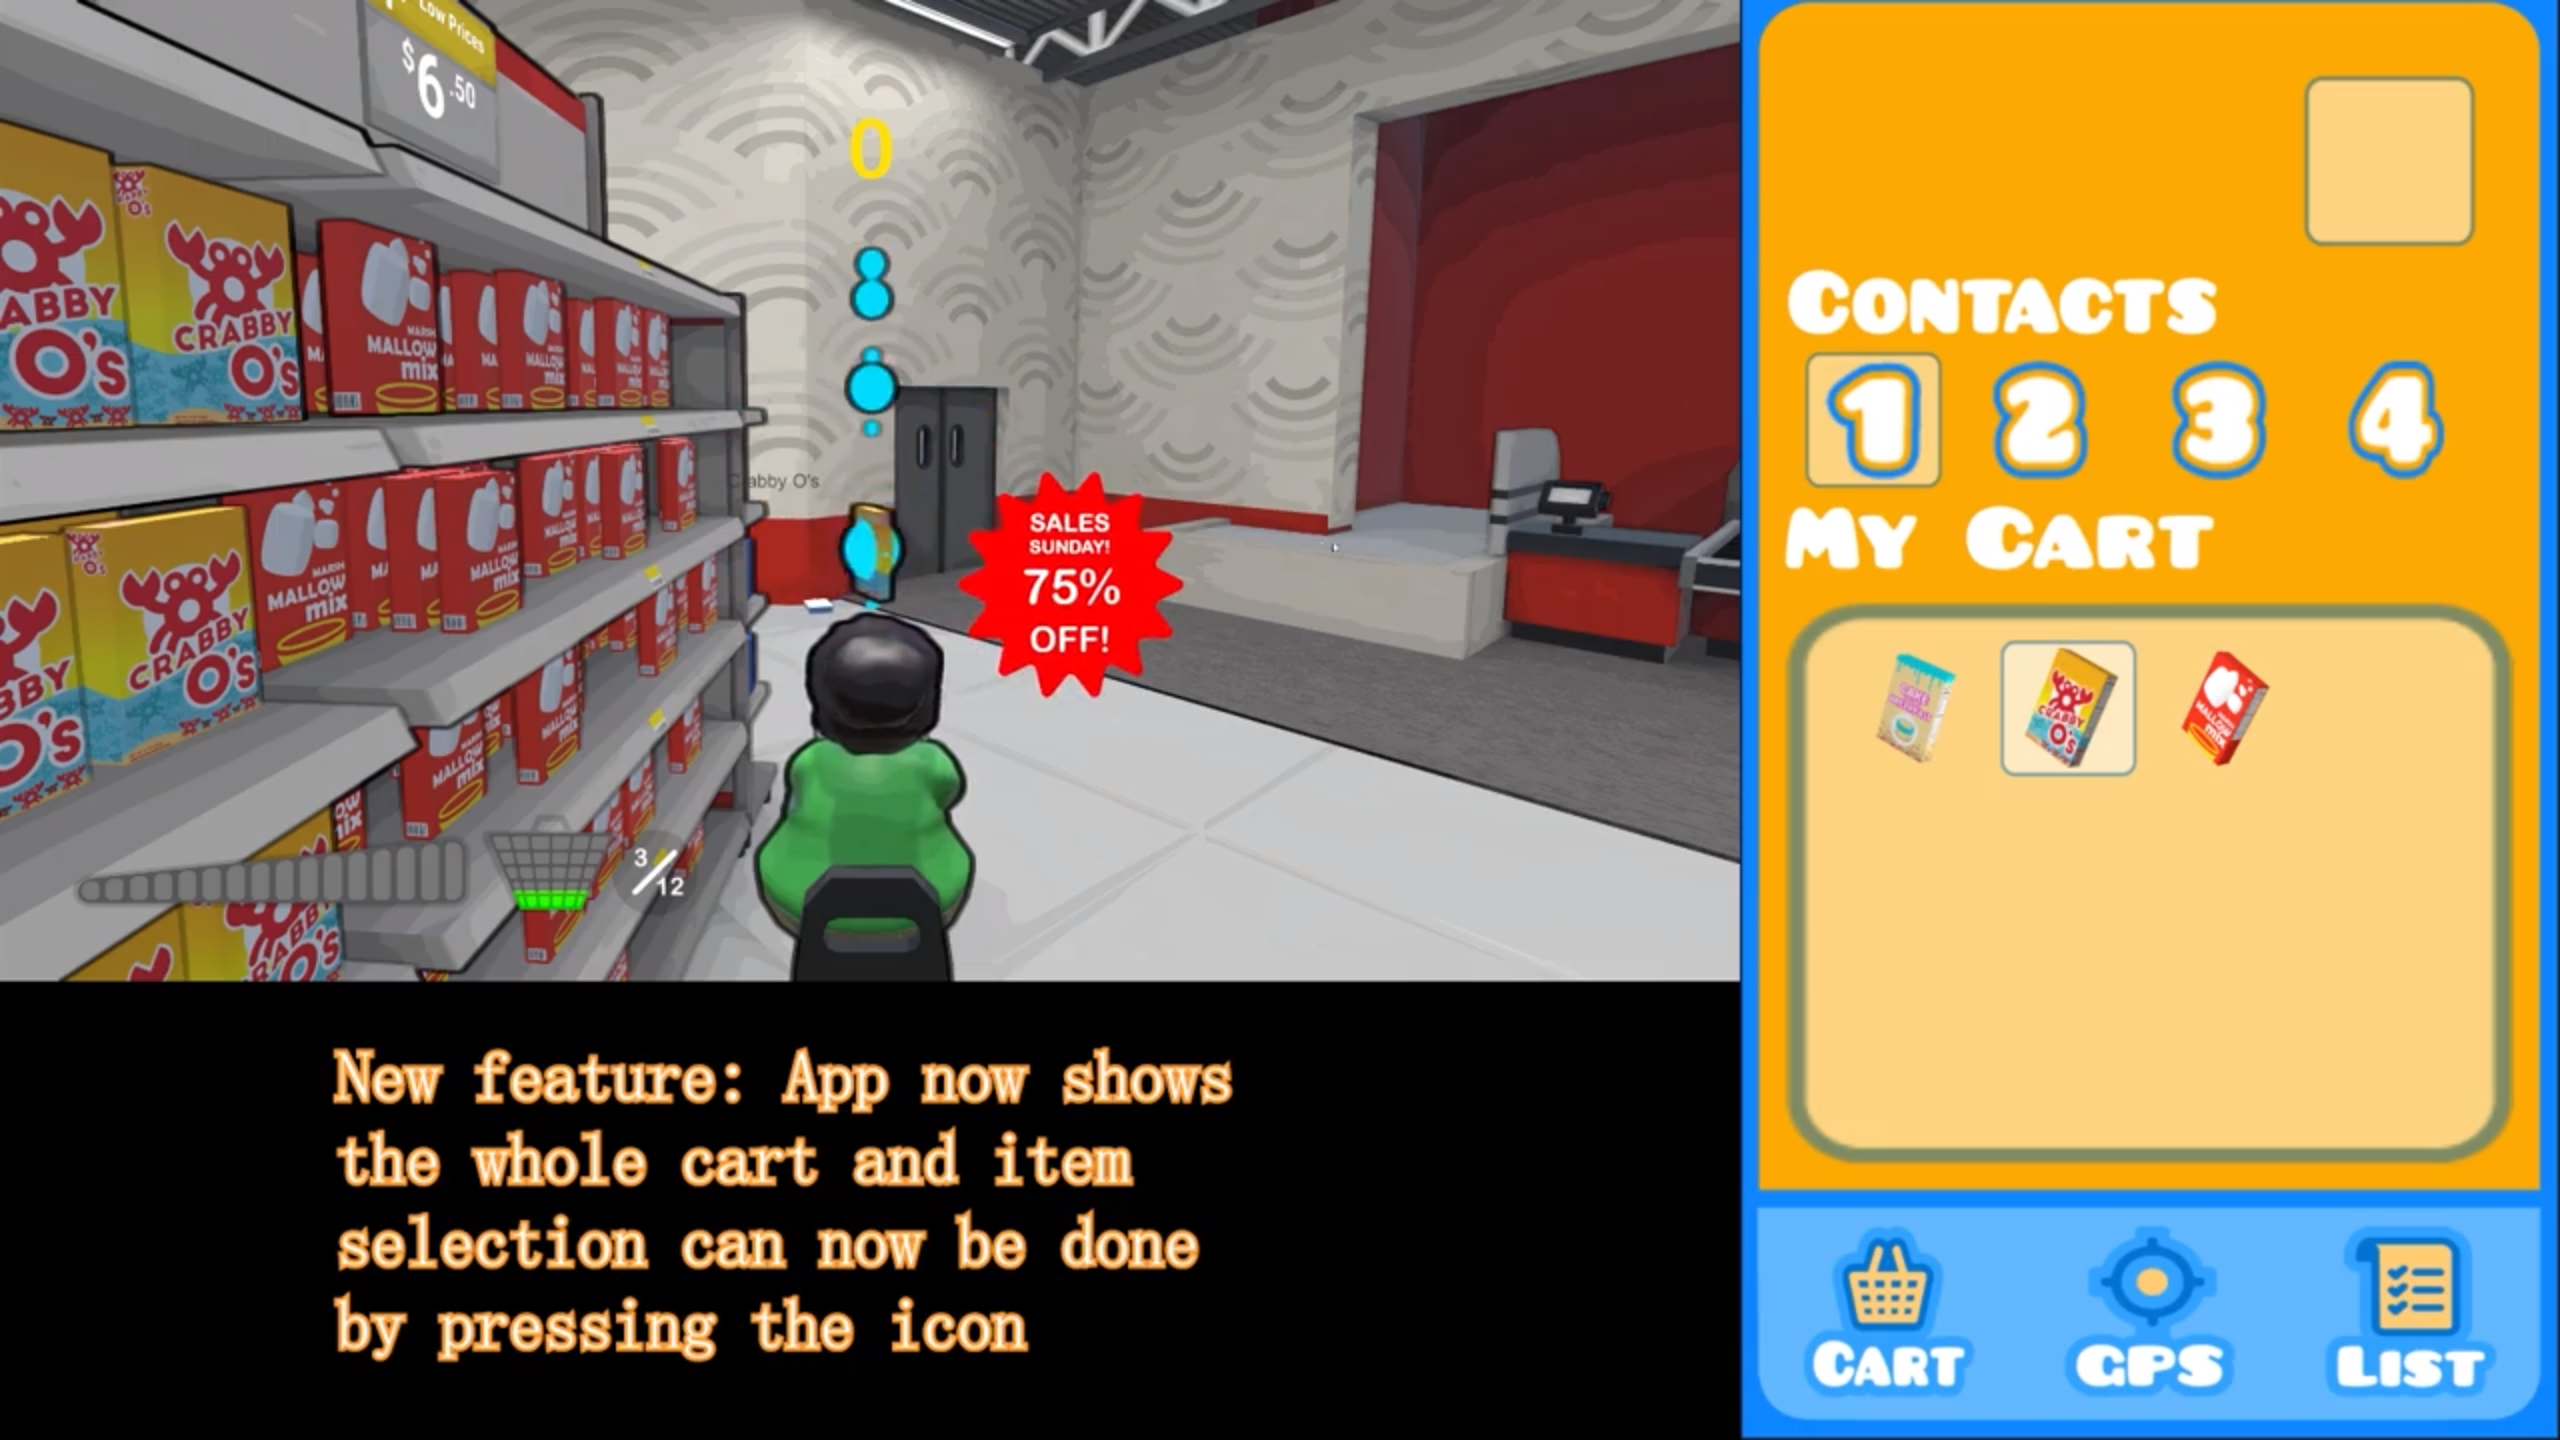 Low Prices
$6.50
0
CRABBY O's
MARSH MALLOW mix
Crabby O's
SALES
SUNDAY!
75%
OFF!
3/12
New feature: App now shows
the whole cart and item
selection can now be done
by pressing the icon
CONTACTS
1 2 3 4
MY CART
CRABBY O's
MALLOW mix
CART GPS LIST